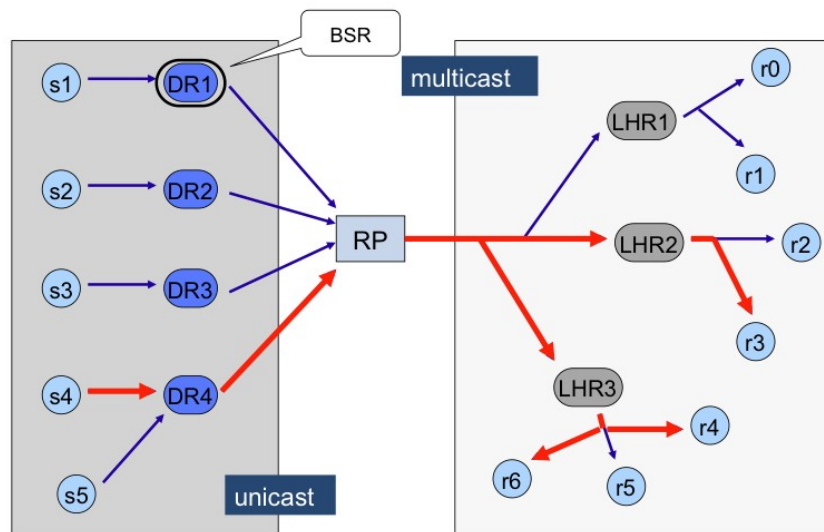 BSR
s1
DR1
multicast
r0
LHR1
r1
s2
DR2
RP
LHR2
r2
s3
DR3
r3
s4
DR4
LHR3
r4
r6
r5
s5
unicast